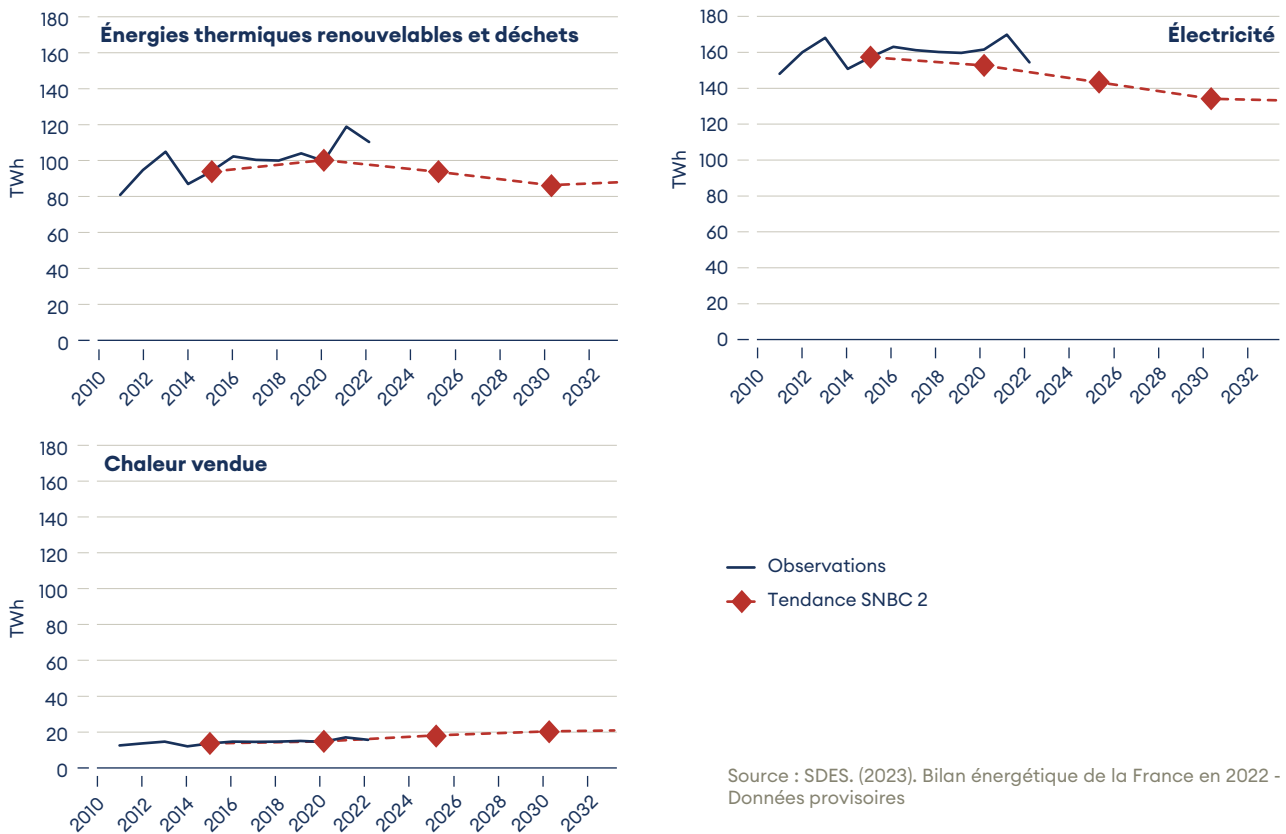 Énergies thermiques renouvelables et déchets
TWh
180
160
140
120
100
80
60
40
20
0
2010 2012 2014 2016 2018 2020 2022 2024 2026 2028 2030 2032
Électricité
TWh
180
160
140
120
100
80
60
40
20
0
2010 2012 2014 2016 2018 2020 2022 2024 2026 2028 2030 2032
Chaleur vendue
TWh
180
160
140
120
100
80
60
40
20
0
2010 2012 2014 2016 2018 2020 2022 2024 2026 2028 2030 2032
Observations
Tendance SNBC 2
Source : SDES. (2023). Bilan énergétique de la France en 2022 -
Données provisoires